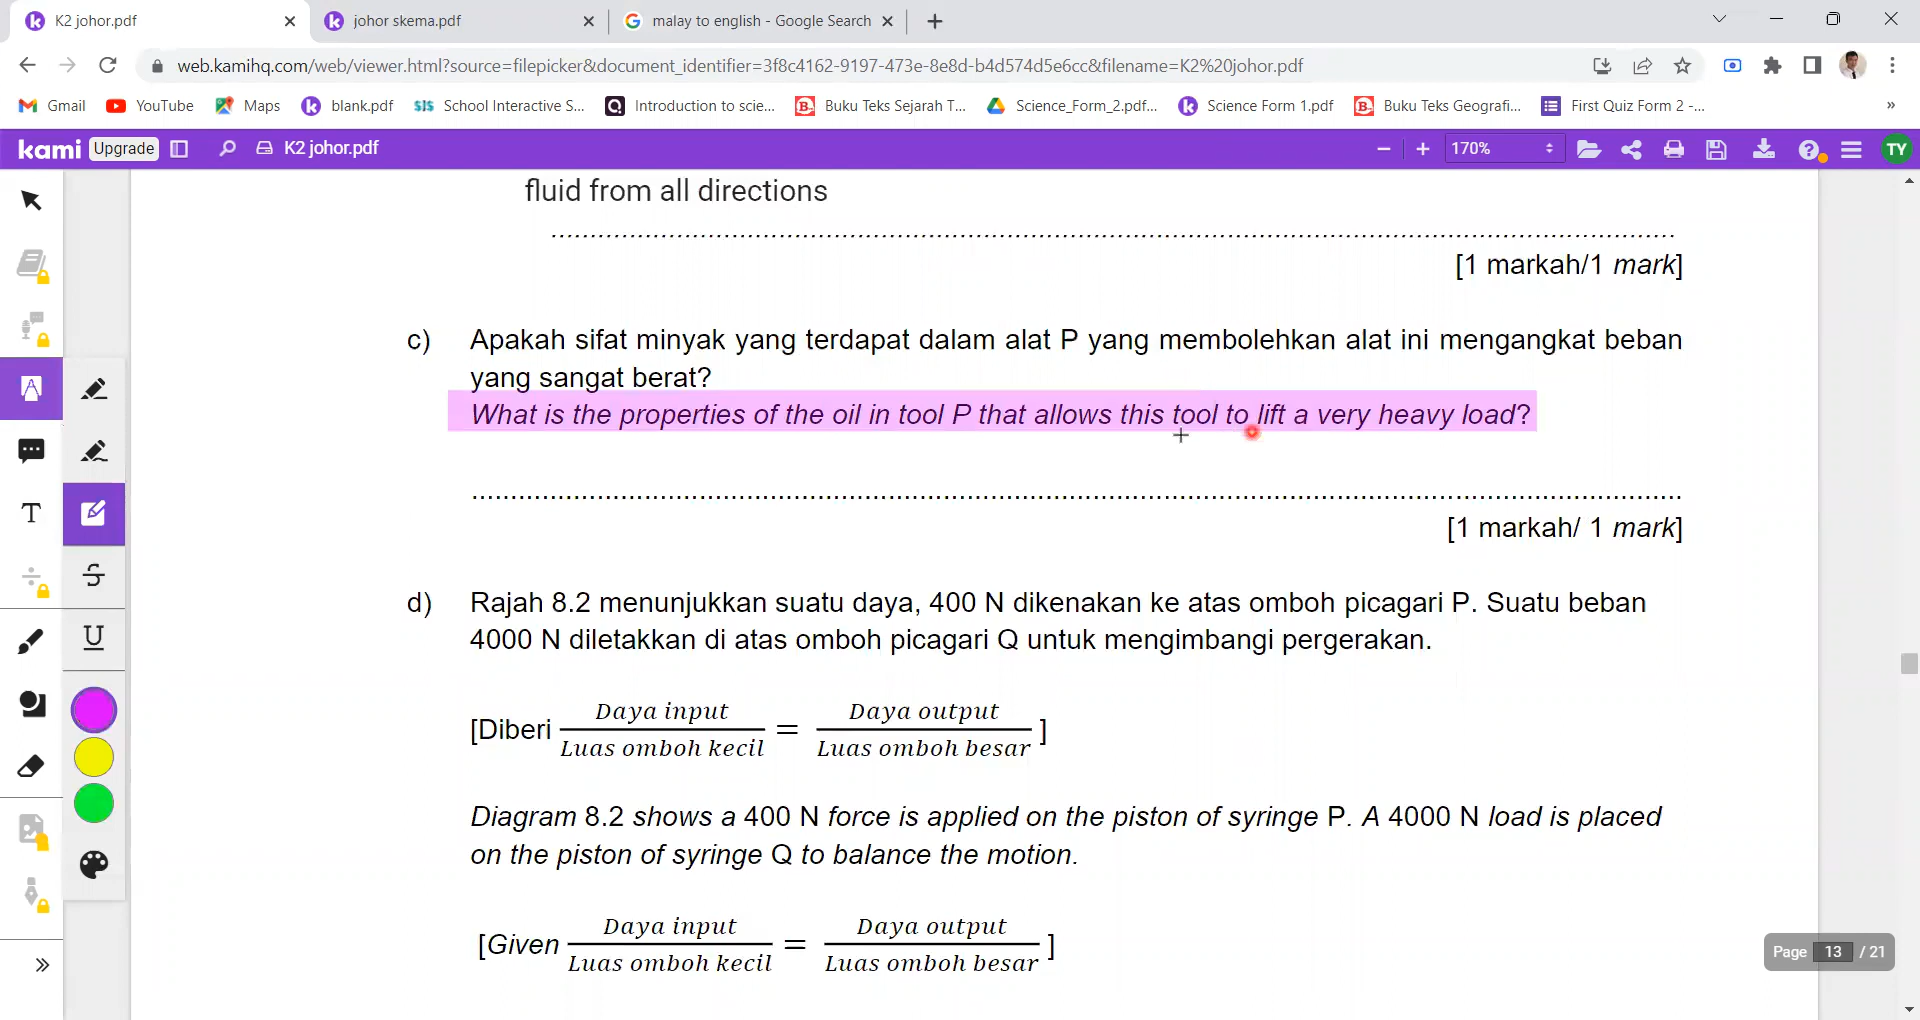 K2 johor.pdf
johor skema.pdf
malay to english - Google Search
web.kamihq.com/web/viewer.html?source=filepicker&document_identifier=3f8c4162-9197-473e-8e8d-b4d574d5e6cc&filename=K2%20johor.pdf
Gmail YouTube Maps blank.pdf School Interactive S... Introduction to scie... Buku Teks Sejarah T... Science_Form_2.pdf... Science Form 1.pdf Buku Teks Geografi... First Quiz Form 2 -... »
kami Upgrade K2 johor.pdf 170% TY
fluid from all directions
[1 markah/1 mark]
c) Apakah sifat minyak yang terdapat dalam alat P yang membolehkan alat ini mengangkat beban
yang sangat berat?
What is the properties of the oil in tool P that allows this tool to lift a very heavy load?
[1 markah/ 1 mark]
d) Rajah 8.2 menunjukkan suatu daya, 400 N dikenakan ke atas omboh picagari P. Suatu beban
4000 N diletakkan di atas omboh picagari Q untuk mengimbangi pergerakan.
[Diberi Daya input / Luas omboh kecil = Daya output / Luas omboh besar ]
Diagram 8.2 shows a 400 N force is applied on the piston of syringe P. A 4000 N load is placed
on the piston of syringe Q to balance the motion.
[Given Daya input / Luas omboh kecil = Daya output / Luas omboh besar ]
Page 13 / 21